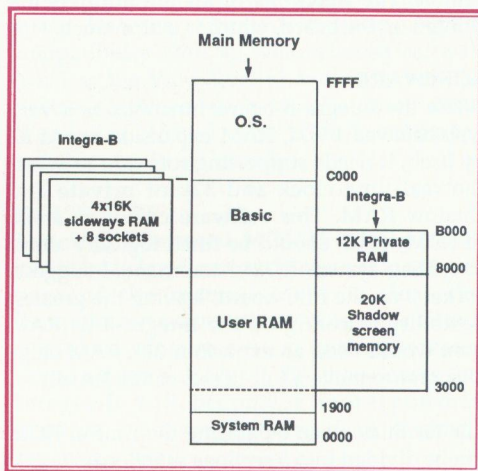 Main Memory
FFFF
O.S.
Integra-B
C000
4x16K
sideways RAM
+ 8 sockets
Basic
Integra-B
B000
12K Private
RAM
8000
User RAM
20K
Shadow
screen
memory
3000
1900
System RAM
0000